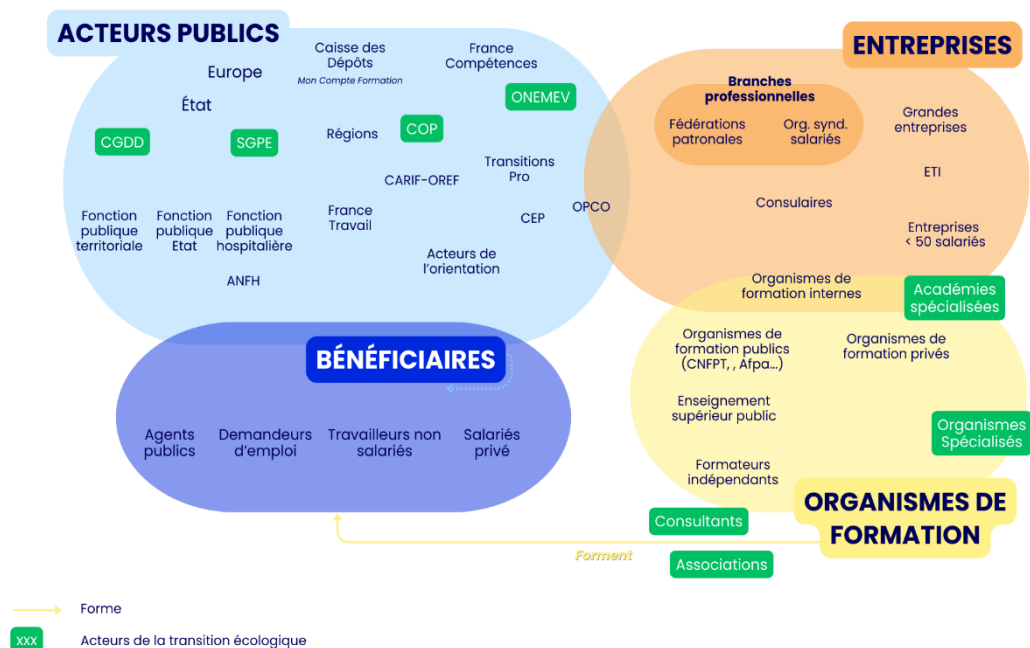 ACTEURS PUBLICS
Europe
État
Caisse des
Dépôts
Mon Compte Formation
France
Compétences
ONEMEV
CGDD
SGPE
Régions
COP
Transitions
Pro
CARIF-OREF
France
Travail
CEP
OPCO
Fonction
publique
territoriale
Fonction
publique
Etat
Fonction
publique
hospitalière
ANFH
Acteurs de
l'orientation
ENTREPRISES
Branches
professionnelles
Fédérations
patronales
Org. synd.
salariés
Grandes
entreprises
ETI
Consulaires
Entreprises
< 50 salariés
Organismes de
formation internes
Académies
spécialisées
BÉNÉFICIAIRES
Agents
publics
Demandeurs
d'emploi
Travailleurs non
salariés
Salariés
privé
Organismes de
formation publics
(CNFPT, , Afpa...)
Organismes de
formation privés
Enseignement
supérieur public
Organismes
Spécialisés
Formateurs
indépendants
ORGANISMES DE
FORMATION
Consultants
Forment
Associations
Forme
xxx
Acteurs de la transition écologique